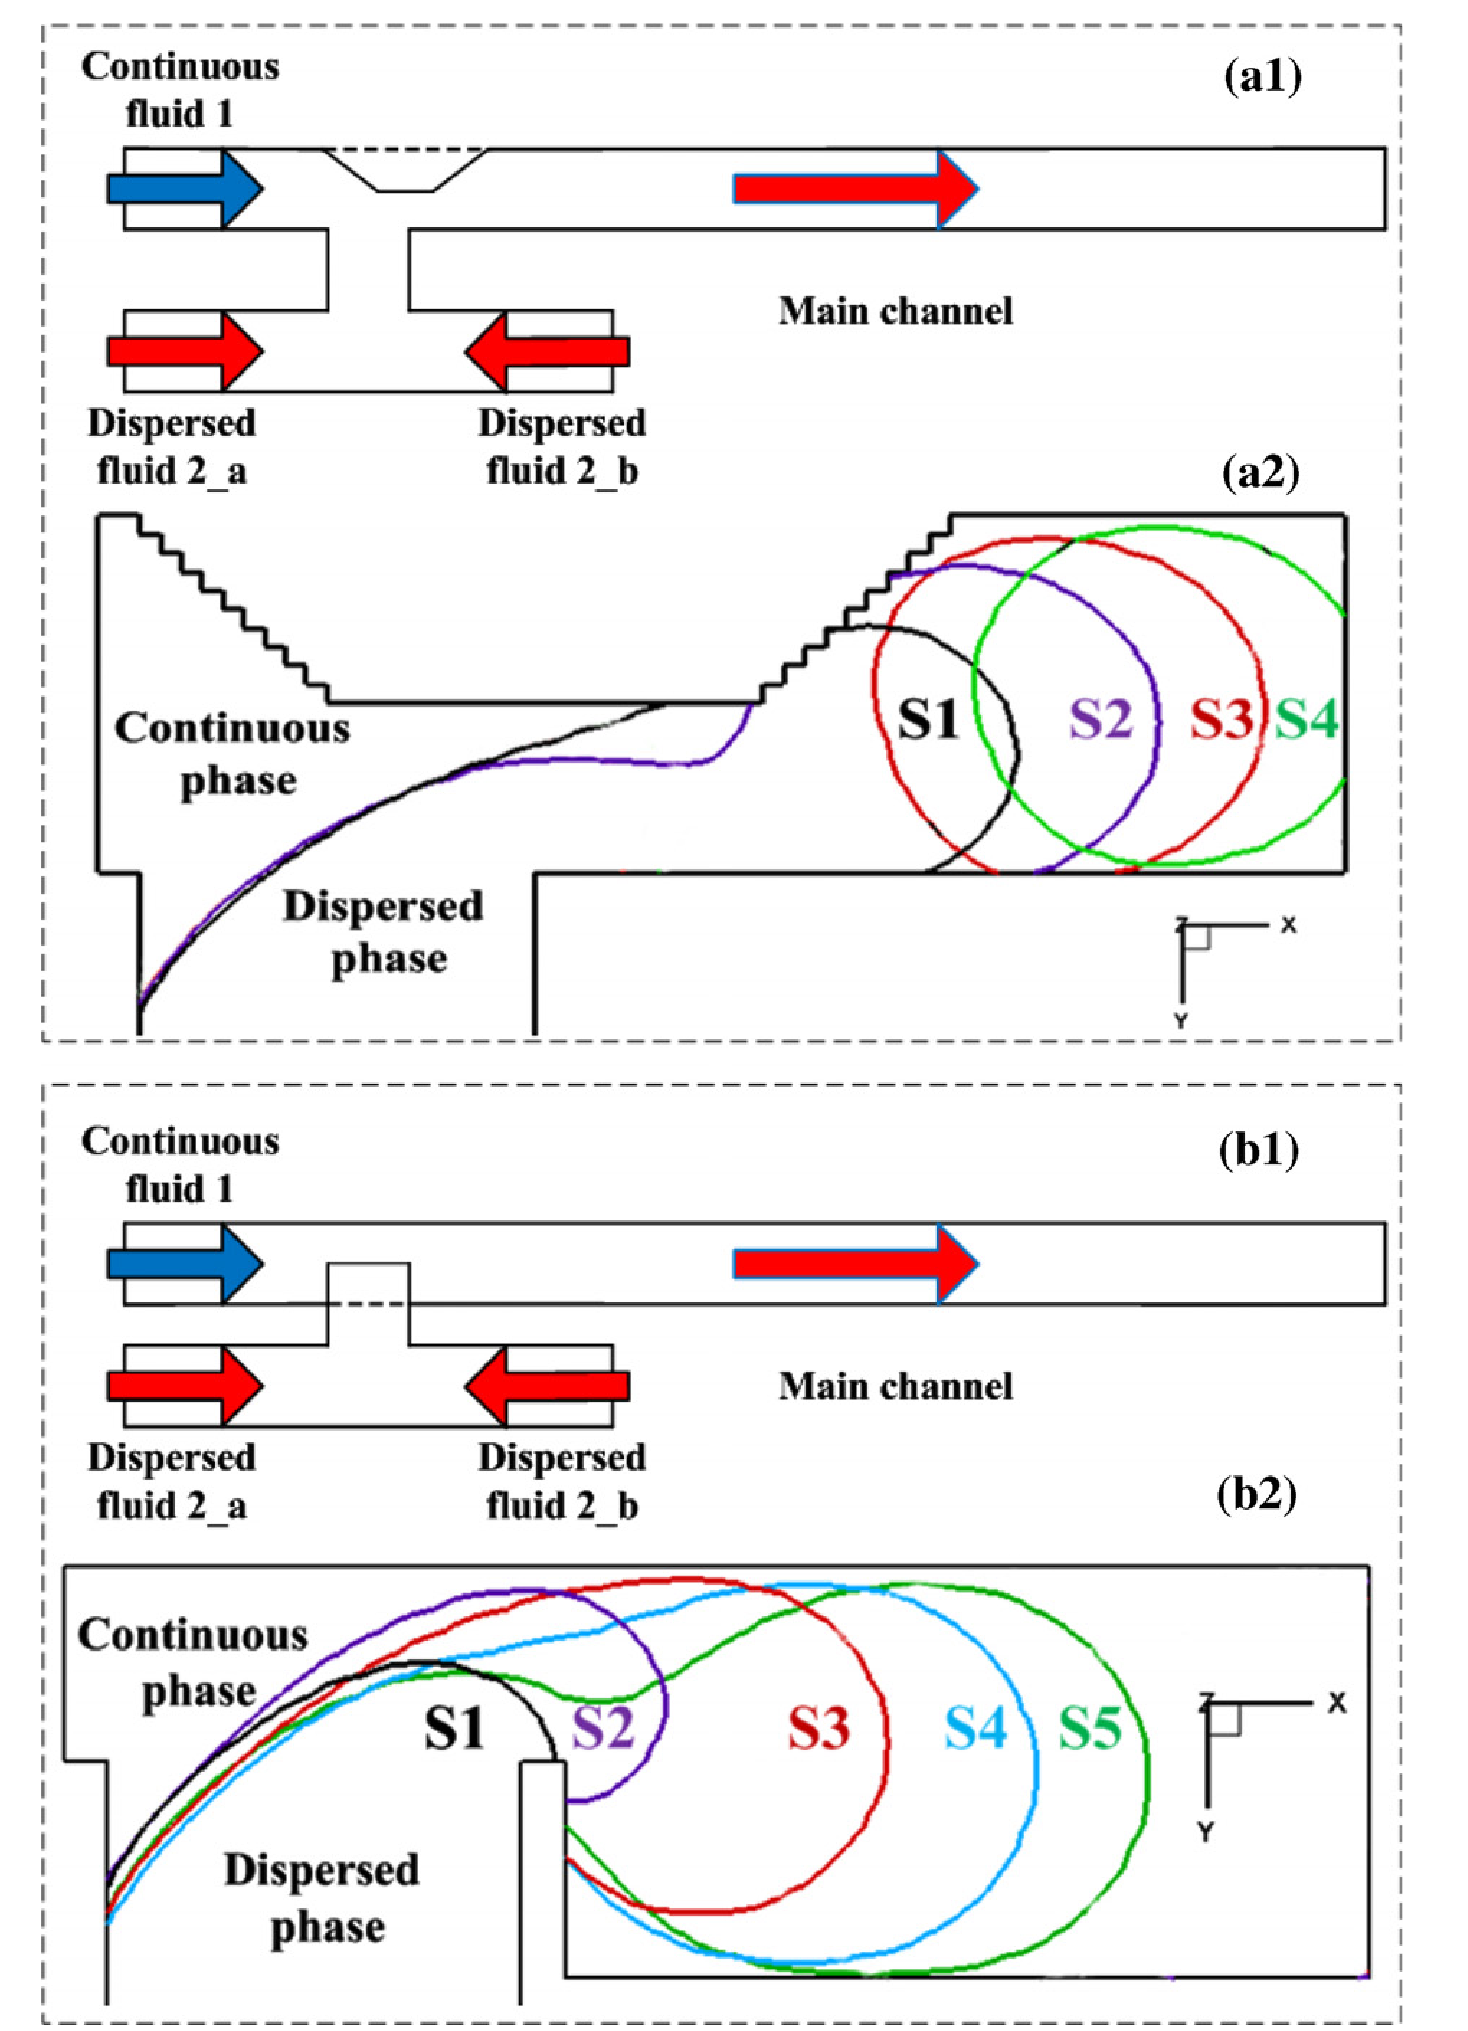 (a1)
Continuous
fluid 1
Main channel
Dispersed
fluid 2_a
Dispersed
fluid 2_b
(a2)
S1
S2
S3
S4
Continuous
phase
Dispersed
phase
Z
X
Y
(b1)
Continuous
fluid 1
Main channel
Dispersed
fluid 2_a
Dispersed
fluid 2_b
(b2)
Continuous
phase
S1
S2
S3
S4
S5
Z
X
Y
Dispersed
phase